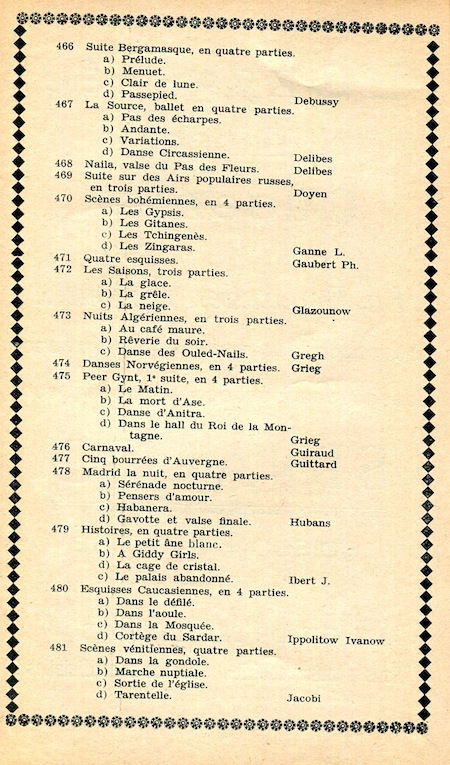 466 Suite Bergamasque, en quatre parties.
a) Prélude.
b) Menuet.
c) Clair de lune.
d) Passepied. Debussy
467 La Source, ballet en quatre parties.
a) Pas des écharpes.
b) Andante.
c) Variations.
d) Danse Circassienne. Delibes
468 Naila, valse du Pas des Fleurs. Delibes
469 Suite sur des Airs populaires russes,
en trois parties. Doyen
470 Scènes bohémiennes, en 4 parties.
a) Les Gypsis.
b) Les Gitanes.
c) Les Tchingenès.
d) Les Zingaras. Ganne L.
471 Quatre esquisses. Gaubert Ph.
472 Les Saisons, trois parties.
a) La glace.
b) La grêle.
c) La neige. Glazounow
473 Nuits Algériennes, en trois parties.
a) Au café maure.
b) Rêverie du soir.
c) Danse des Ouled-Nails. Gregh
474 Danses Norvégiennes, en 4 parties. Grieg
475 Peer Gynt, 1e suite, en 4 parties.
a) Le Matin.
b) La mort d'Ase.
c) Danse d'Anitra.
d) Dans le hall du Roi de la Mon-
tagne. Grieg
476 Carnaval. Guiraud
477 Cinq bourrées d'Auvergne. Guittard
478 Madrid la nuit, en quatre parties.
a) Sérénade nocturne.
b) Pensers d'amour.
c) Habanera.
d) Gavotte et valse finale. Hubans
479 Histoires, en quatre parties.
a) Le petit âne blanc.
b) A Giddy Girls.
d) La cage de cristal.
c) Le palais abandonné. Ibert J.
480 Esquisses Caucasiennes, en 4 parties.
a) Dans le défilé.
b) Dans l'aoule.
c) Dans la Mosquée.
d) Cortège du Sardar. Ippolitow Ivanow
481 Scènes vénitiennes, quatre parties.
a) Dans la gondole.
b) Marche nuptiale.
c) Sortie de l'église.
d) Tarentelle. Jacobi